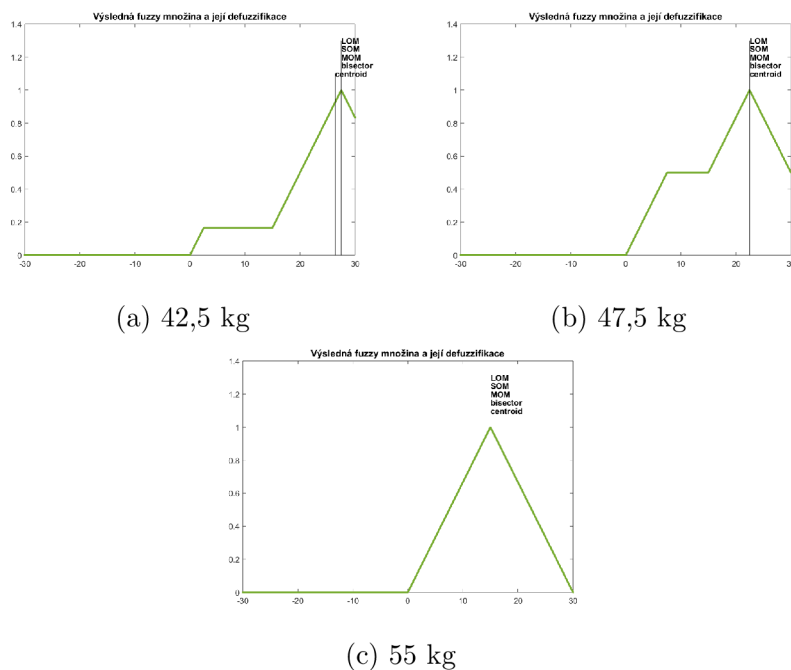 Výsledná fuzzy množina a její defuzzifikace
1.4
1.2
1
0.8
0.6
0.4
0.2
0
-30 -20 -10 0 10 20 30
LOM
SOM
MOM
bisector
centroid
(a) 42,5 kg
Výsledná fuzzy množina a její defuzzifikace
1.4
1.2
1
0.8
0.6
0.4
0.2
0
-30 -20 -10 0 10 20 30
LOM
SOM
MOM
bisector
centroid
(b) 47,5 kg
Výsledná fuzzy množina a její defuzzifikace
1.4
1.2
1
0.8
0.6
0.4
0.2
0
-30 -20 -10 0 10 20 30
LOM
SOM
MOM
bisector
centroid
(c) 55 kg